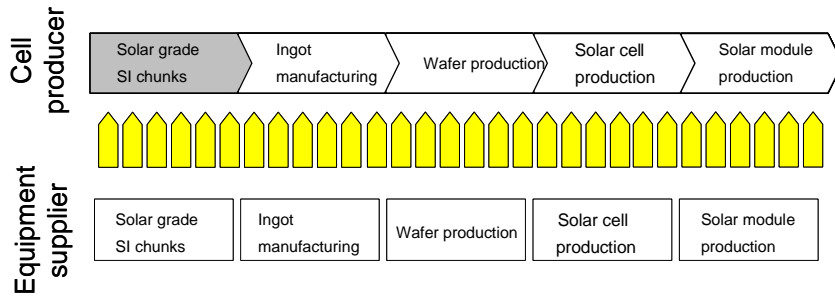 Cell
producer
Solar grade
SI chunks
Ingot
manufacturing
Wafer production
Solar cell
production
Solar module
production
Equipment
supplier
Solar grade
SI chunks
Ingot
manufacturing
Wafer production
Solar cell
production
Solar module
production